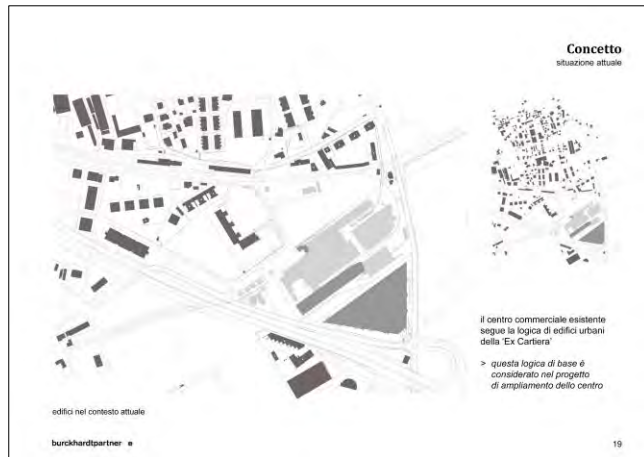 Concetto
situazione attuale
il centro commerciale esistente
segue la logica di edifici urbani
della 'Ex Cartiera'
> questa logica di base è
considerato nel progetto
di ampliamento dello centro
edifici nel contesto attuale
burckhardtpartner
19